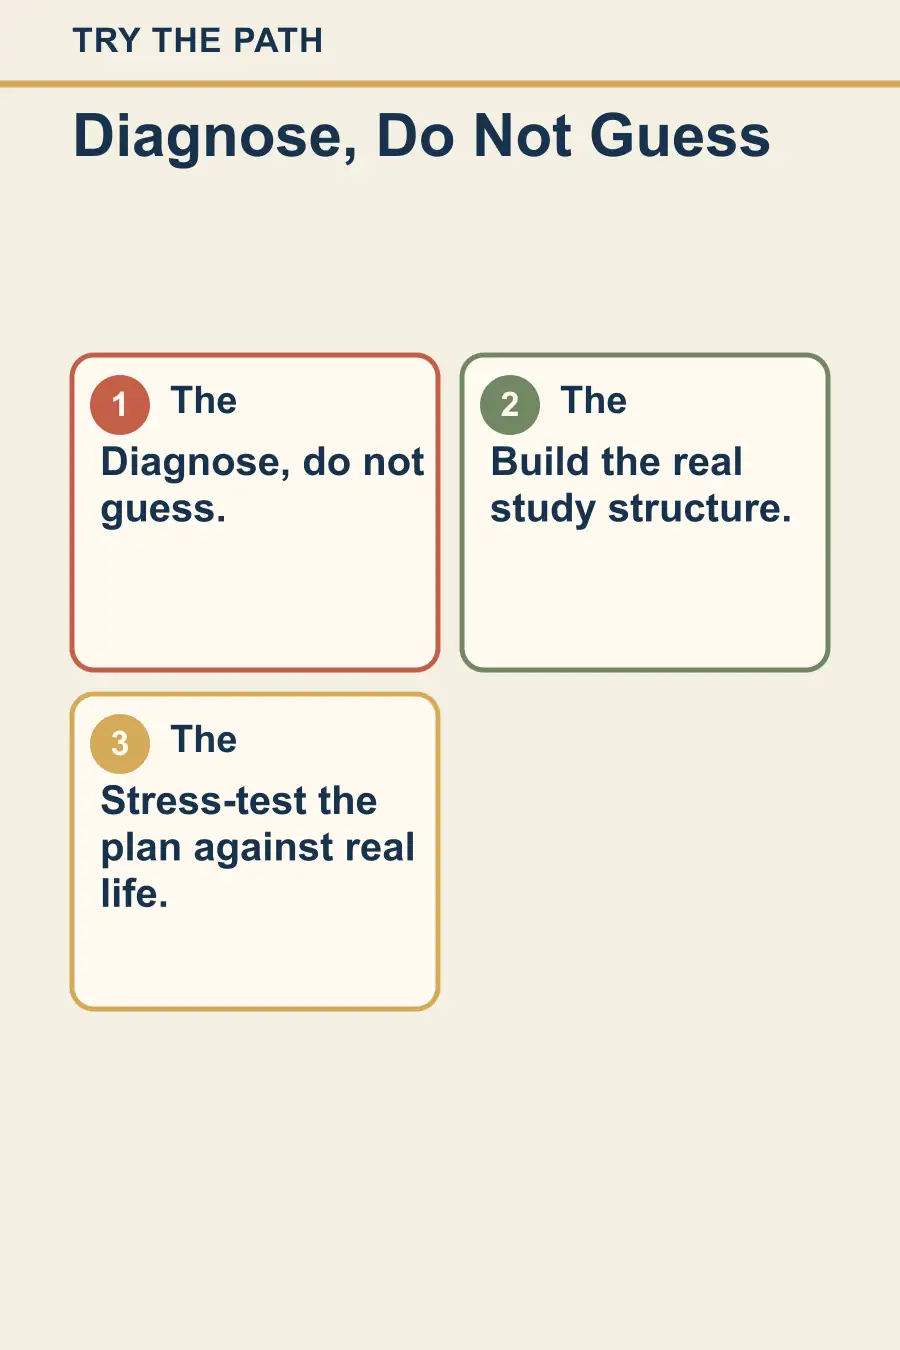 TRY THE PATH
Diagnose, Do Not Guess
1 The
Diagnose, do not
guess.
2 The
Build the real
study structure.
3 The
Stress-test the
plan against real
life.